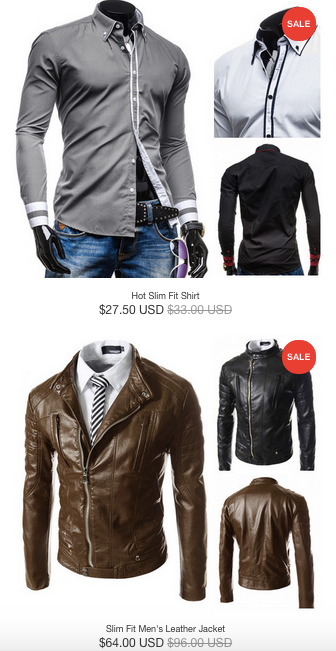 SALE
Hot Slim Fit Shirt
$27.50 USD $33.00 USD
SALE
Slim Fit Men's Leather Jacket
$64.00 USD $96.00 USD